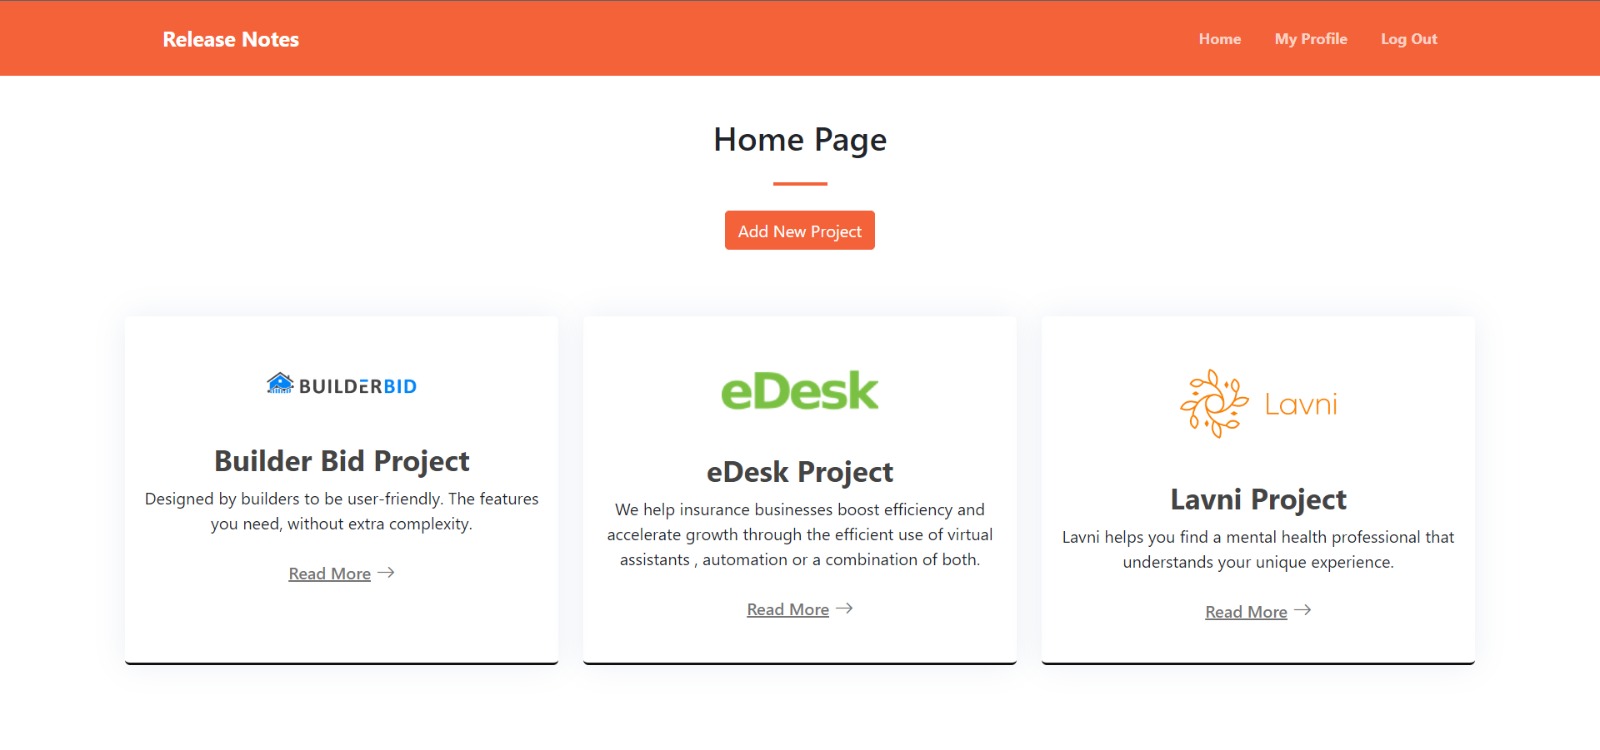 Release Notes
Home
My Profile
Log Out
Home Page
Add New Project
BUILDERBID
Builder Bid Project
Designed by builders to be user-friendly. The features
you need, without extra complexity.
Read More
eDesk
eDesk Project
We help insurance businesses boost efficiency and
accelerate growth through the efficient use of virtual
assistants , automation or a combination of both.
Read More
Lavni
Lavni Project
Lavni helps you find a mental health professional that
understands your unique experience.
Read More